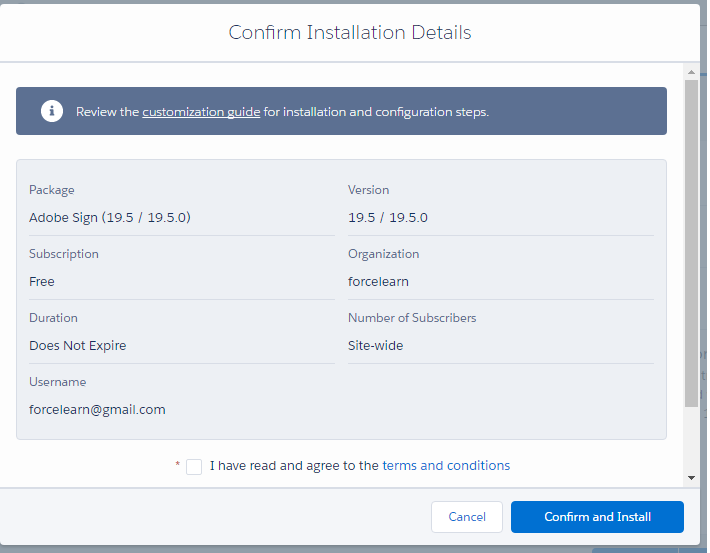 Confirm Installation Details
Review the customization guide for installation and configuration steps.
Package
Version
Adobe Sign (19.5 / 19.5.0)
19.5 / 19.5.0
Subscription
Organization
Free
forcelearn
Duration
Number of Subscribers
Does Not Expire
Site-wide
Username
forcelearn@gmail.com
* I have read and agree to the terms and conditions
Cancel
Confirm and Install